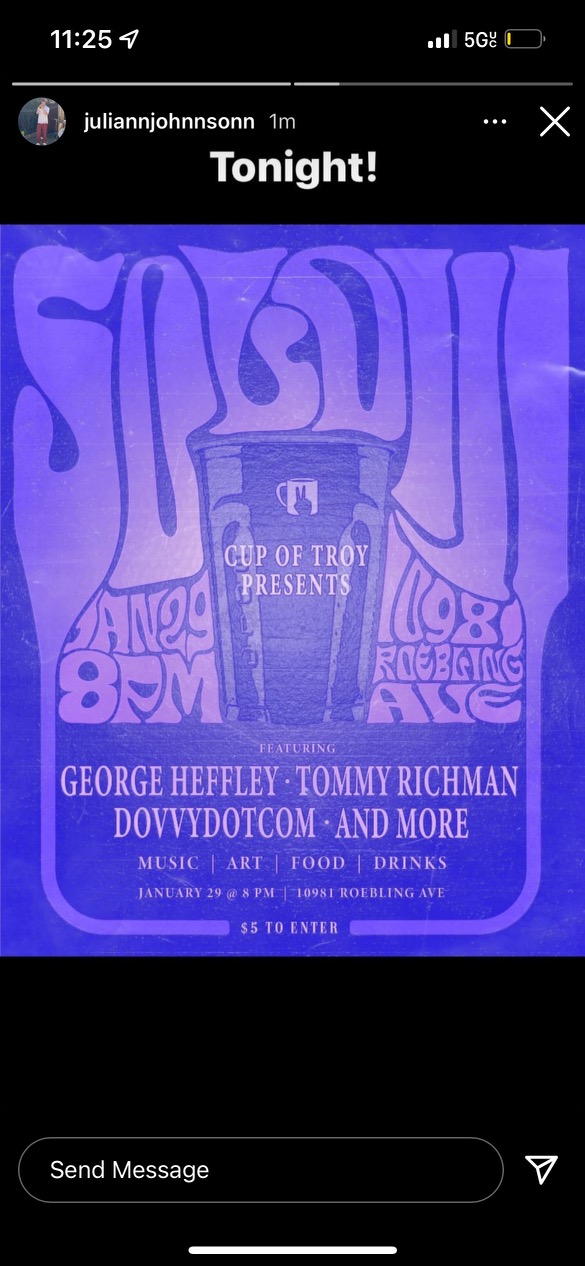 11:25
5GUC
juliannjohnnsonn 1m
Tonight!
CUP OF TROY
PRESENTS
JAN 29
8PM
10981
ROEBLING
AVE
FEATURING
GEORGE HEFFLEY · TOMMY RICHMAN
DOVVYDOTCOM · AND MORE
MUSIC | ART | FOOD | DRINKS
JANUARY 29 @ 8 PM | 10981 ROEBLING AVE
$5 TO ENTER
Send Message